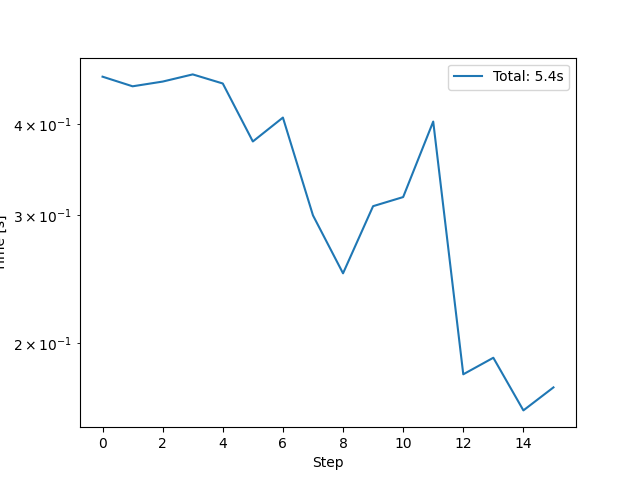 Total: 5.4s
4 × 10⁻¹
3 × 10⁻¹
2 × 10⁻¹
0 2 4 6 8 10 12 14
Step
Time [s]